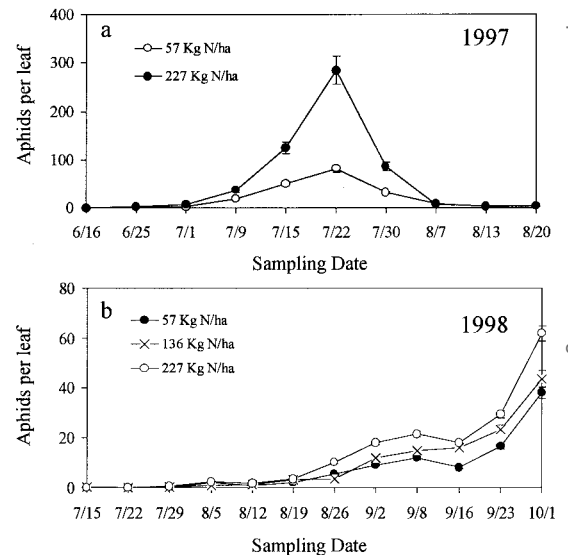 a
1997
57 Kg N/ha
227 Kg N/ha
Aphids per leaf
400
300
200
100
0
6/16 6/25 7/1 7/9 7/15 7/22 7/30 8/7 8/13 8/20
Sampling Date
b
1998
57 Kg N/ha
136 Kg N/ha
227 Kg N/ha
Aphids per leaf
80
60
40
20
0
7/15 7/22 7/29 8/5 8/12 8/19 8/26 9/2 9/8 9/16 9/23 10/1
Sampling Date